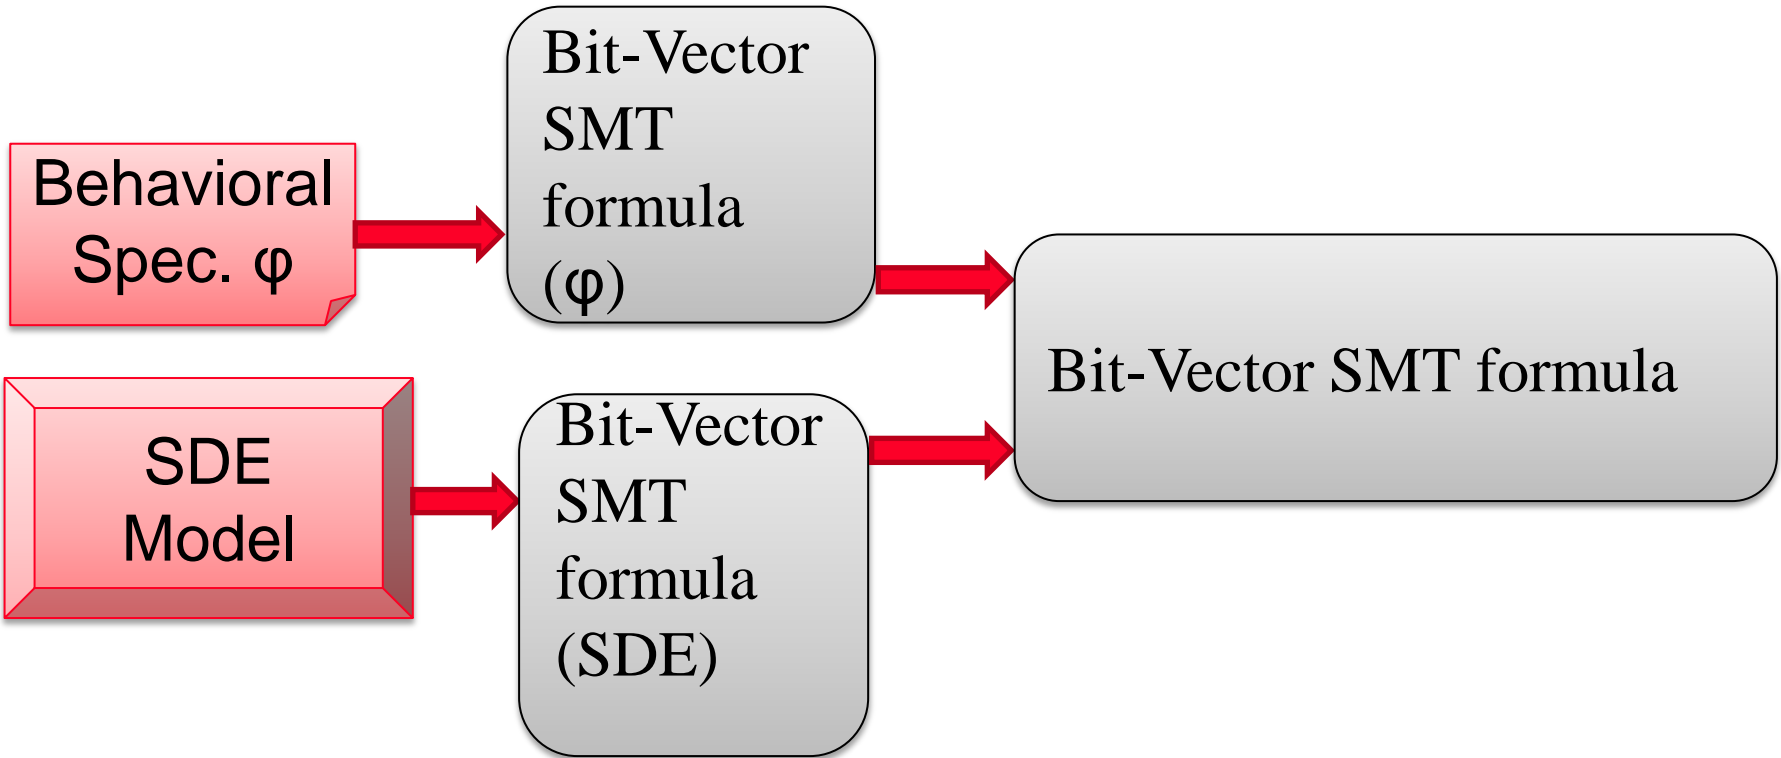 Behavioral
Spec. φ
Bit-Vector
SMT
formula
(φ)
SDE
Model
Bit-Vector
SMT
formula
(SDE)
Bit-Vector SMT formula